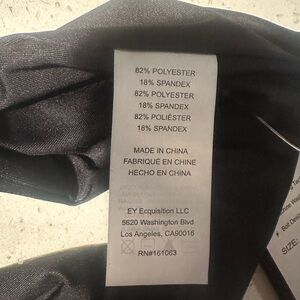 82% POLYESTER
18% SPANDEX
82% POLYESTER
18% SPANDEX
82% POLIÉSTER
18% SPANDEX
MADE IN CHINA
FABRIQUÉ EN CHINE
HECHO EN CHINA
EY Ecquisition LLC
5620 Washington Blvd
Los Angeles, CA90016
RN#161063
SIZE: